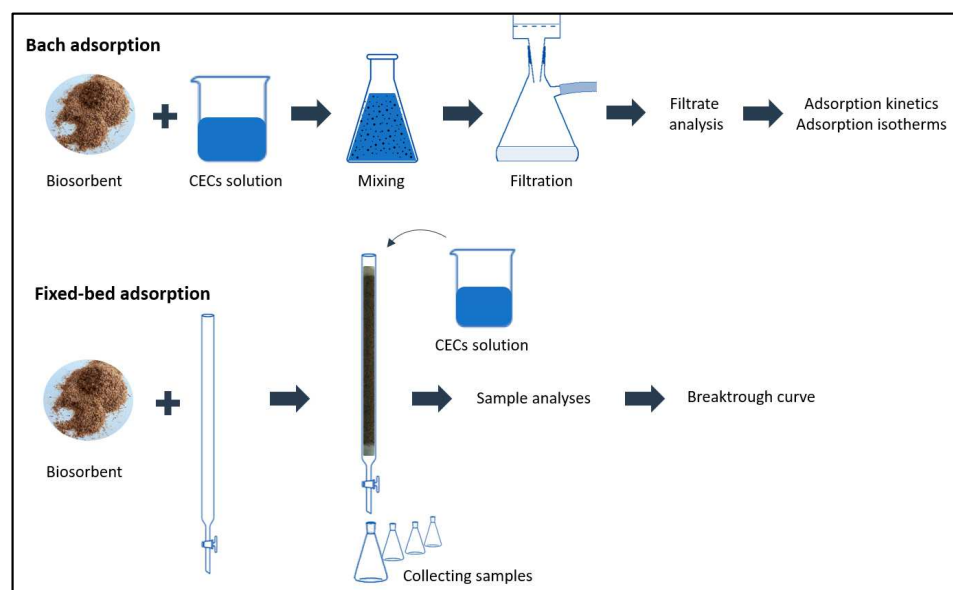 Bach adsorption
Biosorbent
CECs solution
Mixing
Filtration
Filtrate
analysis
Adsorption kinetics
Adsorption isotherms
Fixed-bed adsorption
Biosorbent
CECs solution
Sample analyses
Breaktrough curve
Collecting samples